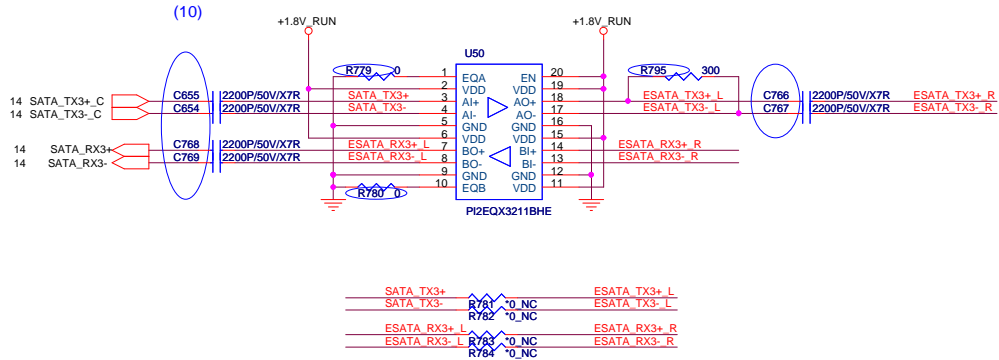 (10)
+1.8V_RUN
+1.8V_RUN
U50
R779 0
R795 300
1 EQA EN 20
2 VDD VDD 19
3 AI+ AO+ 18
4 AI- AO- 17
5 GND GND 16
6 VDD VDD 15
7 BO+ BI+ 14
8 BO- BI- 13
9 GND GND 12
10 EQB VDD 11
14 SATA_TX3+_C C655 2200P/50V/X7R SATA_TX3+ ESATA_TX3+_L C766 2200P/50V/X7R ESATA_TX3+_R
14 SATA_TX3-_C C654 2200P/50V/X7R SATA_TX3- ESATA_TX3-_L C767 2200P/50V/X7R ESATA_TX3-_R
14 SATA_RX3+ C768 2200P/50V/X7R ESATA_RX3+_L ESATA_RX3+_R
14 SATA_RX3- C769 2200P/50V/X7R ESATA_RX3-_L ESATA_RX3-_R
R780 0
PI2EQX3211BHE
SATA_TX3+ R781 *0_NC ESATA_TX3+_L
SATA_TX3- R782 *0_NC ESATA_TX3-_L
ESATA_RX3+_L R783 *0_NC ESATA_RX3+_R
ESATA_RX3-_L R784 *0_NC ESATA_RX3-_R